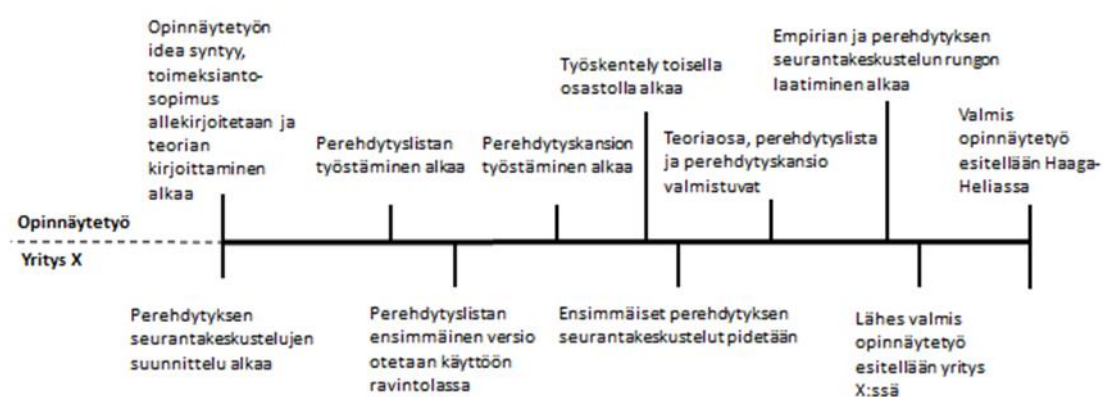 Opinnäytetyön
idea syntyy,
toimeksianto-
sopimus
allekirjoitetaan ja
teorian
kirjoittaminen
alkaa
Perehdytyslistan
työstäminen alkaa
Perehdytyskansion
työstäminen alkaa
Työskentely toisella
osastolla alkaa
Teoriaosa, perehdytyslista
ja perehdytyskansio
valmistuvat
Empirian ja perehdytyksen
seurantakeskustelun rungon
laatiminen alkaa
Valmis
opinnäytetyö
esitellään Haaga-
Heliassa
Opinnäytetyö
Yritys X
Perehdytyksen
seurantakeskustelujen
suunnittelu alkaa
Perehdytyslistan
ensimmäinen versio
otetaan käyttöön
ravintolassa
Ensimmäiset perehdytyksen
seurantakeskustelut pidetään
Lähes valmis
opinnäytetyö
esitellään yritys
X:ssä